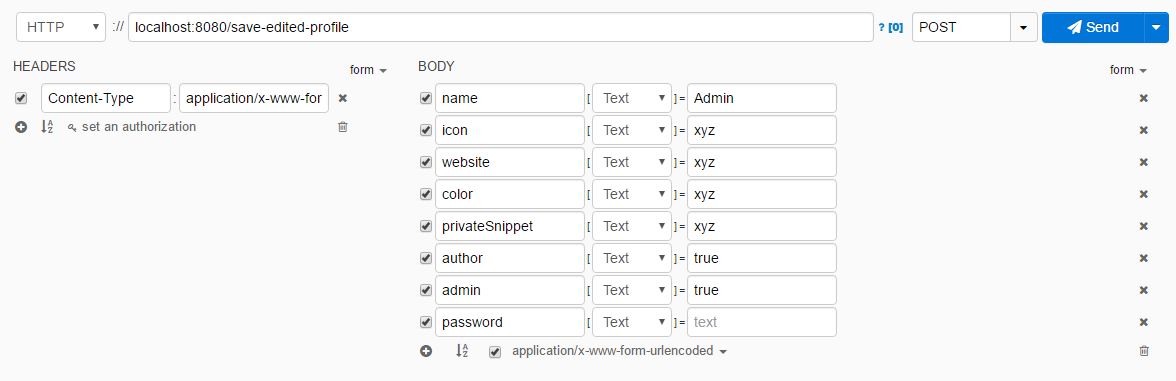 HTTP :// localhost:8080/save-edited-profile ? [0] POST Send
HEADERS form
Content-Type : application/x-www-for
set an authorization
BODY form
name [ Text ] = Admin
icon [ Text ] = xyz
website [ Text ] = xyz
color [ Text ] = xyz
privateSnippet [ Text ] = xyz
author [ Text ] = true
admin [ Text ] = true
password [ Text ] = text
application/x-www-form-urlencoded